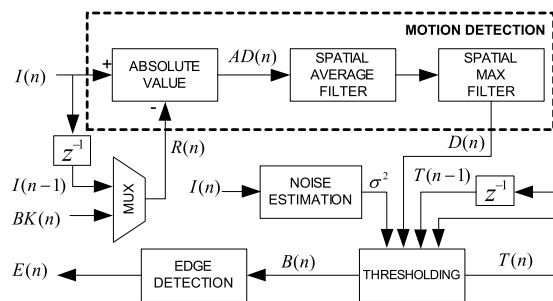 MOTION DETECTION
I(n)
+
ABSOLUTE
VALUE
AD(n)
SPATIAL
AVERAGE
FILTER
SPATIAL
MAX
FILTER
-
z⁻¹
R(n)
D(n)
I(n−1)
MUX
BK(n)
I(n)
NOISE
ESTIMATION
σ²
T(n−1)
z⁻¹
E(n)
EDGE
DETECTION
B(n)
THRESHOLDING
T(n)